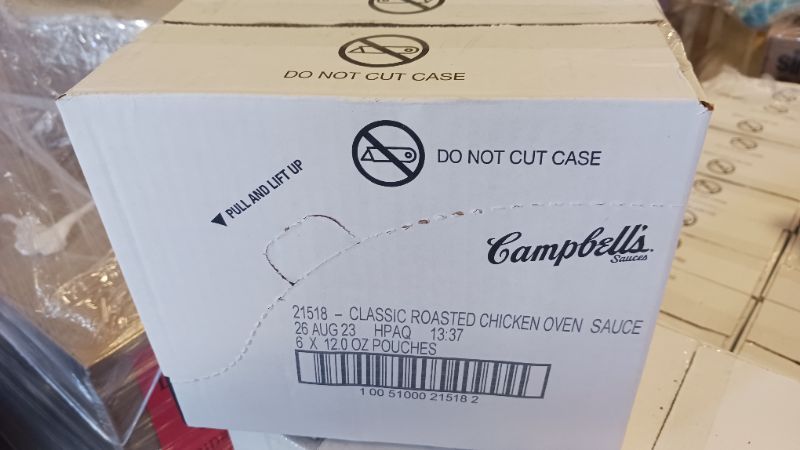 DO NOT CUT CASE
DO NOT CUT CASE
PULL AND LIFT UP
Campbell's
Sauces
21518 - CLASSIC ROASTED CHICKEN OVEN SAUCE
26 AUG 23 HPAQ 13:37
6 X 12.0 OZ POUCHES
1 00 51000 21518 2